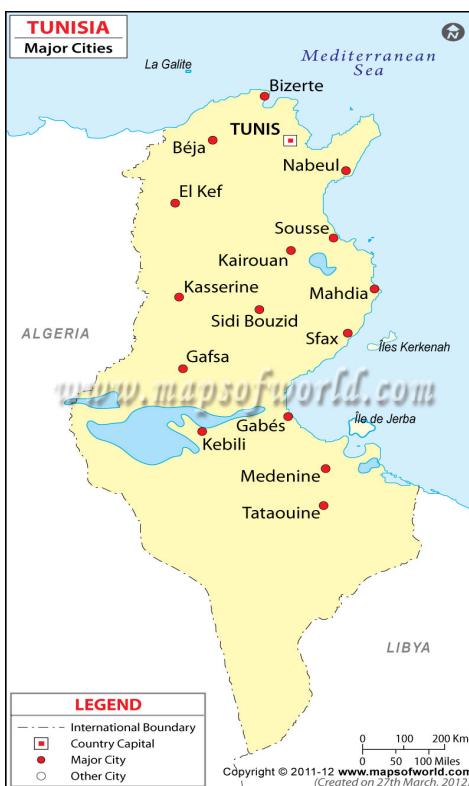 TUNISIA
Major Cities
N
La Galite
Mediterranean
Sea
Bizerte
TUNIS
Béja
Nabeul
El Kef
Sousse
Kairouan
Kasserine
Mahdia
Sidi Bouzid
ALGERIA
Sfax
Îles Kerkenah
Gafsa
www.mapsofworld.com
Gabés
Île de Jerba
Kebili
Medenine
Tataouine
LIBYA
LEGEND
International Boundary
Country Capital
Major City
Other City
0 100 200 Km
0 50 100 Miles
Copyright © 2011-12 www.mapsofworld.com
(Created on 27th March, 2012)